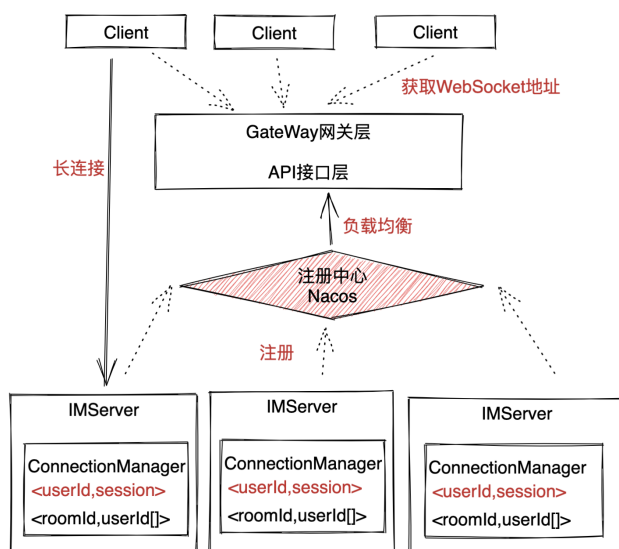 Client
Client
Client
获取WebSocket地址
GateWay网关层
API接口层
长连接
负载均衡
注册中心
Nacos
注册
IMServer
IMServer
IMServer
ConnectionManager
<userId,session>
<roomId,userId[]>
ConnectionManager
<userId,session>
<roomId,userId[]>
ConnectionManager
<userId,session>
<roomId,userId[]>